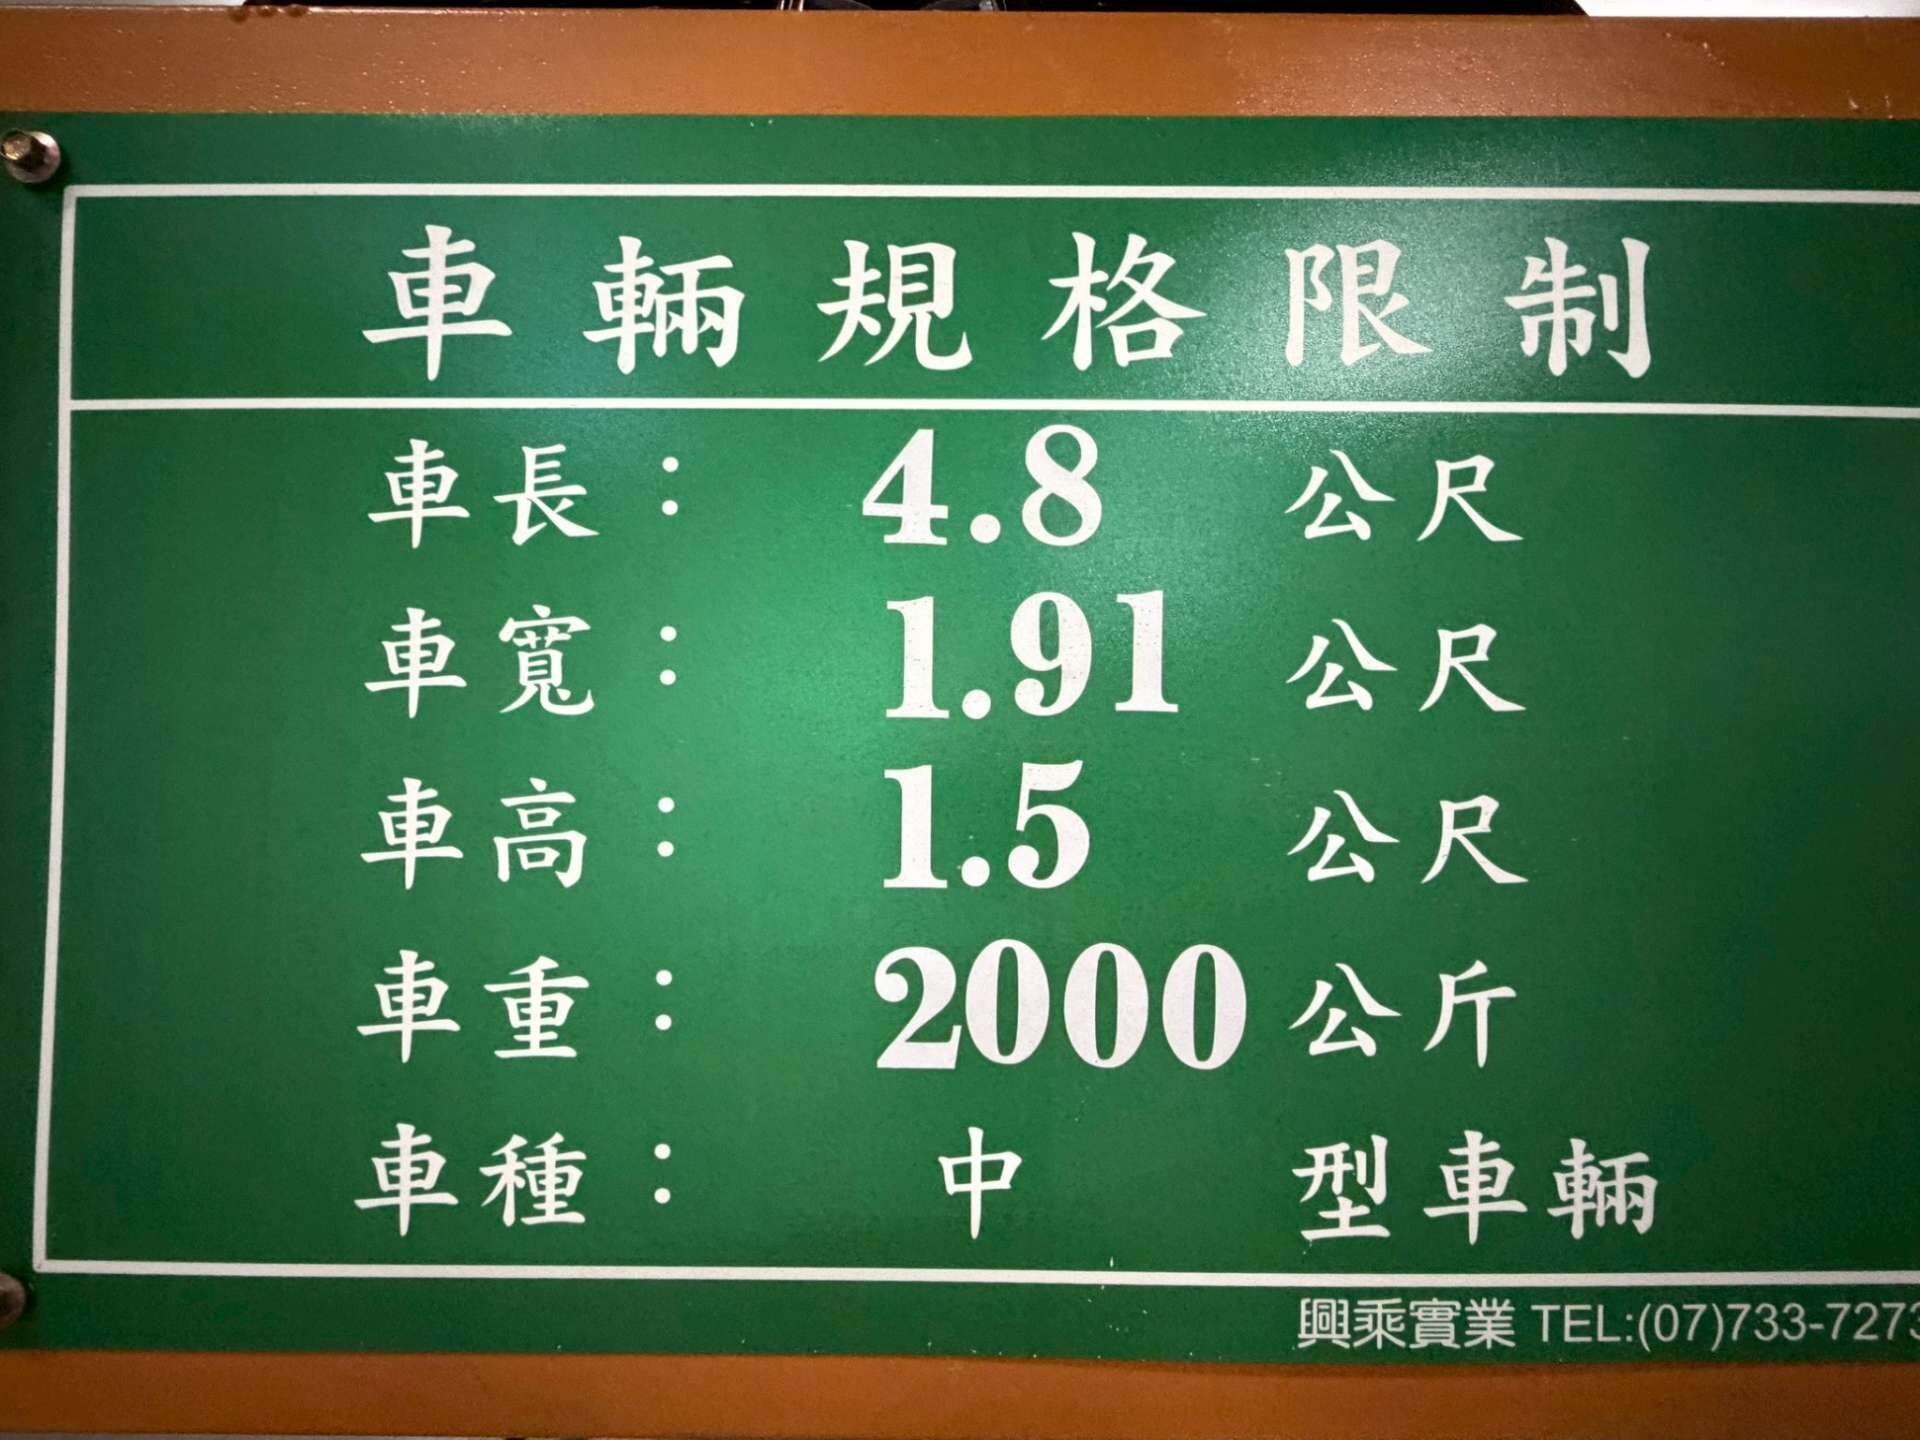 車輛規格限制
車長： 4.8 公尺
車寬： 1.91 公尺
車高： 1.5 公尺
車重： 2000 公斤
車種： 中 型車輛
興乘實業 TEL:(07)733-7273